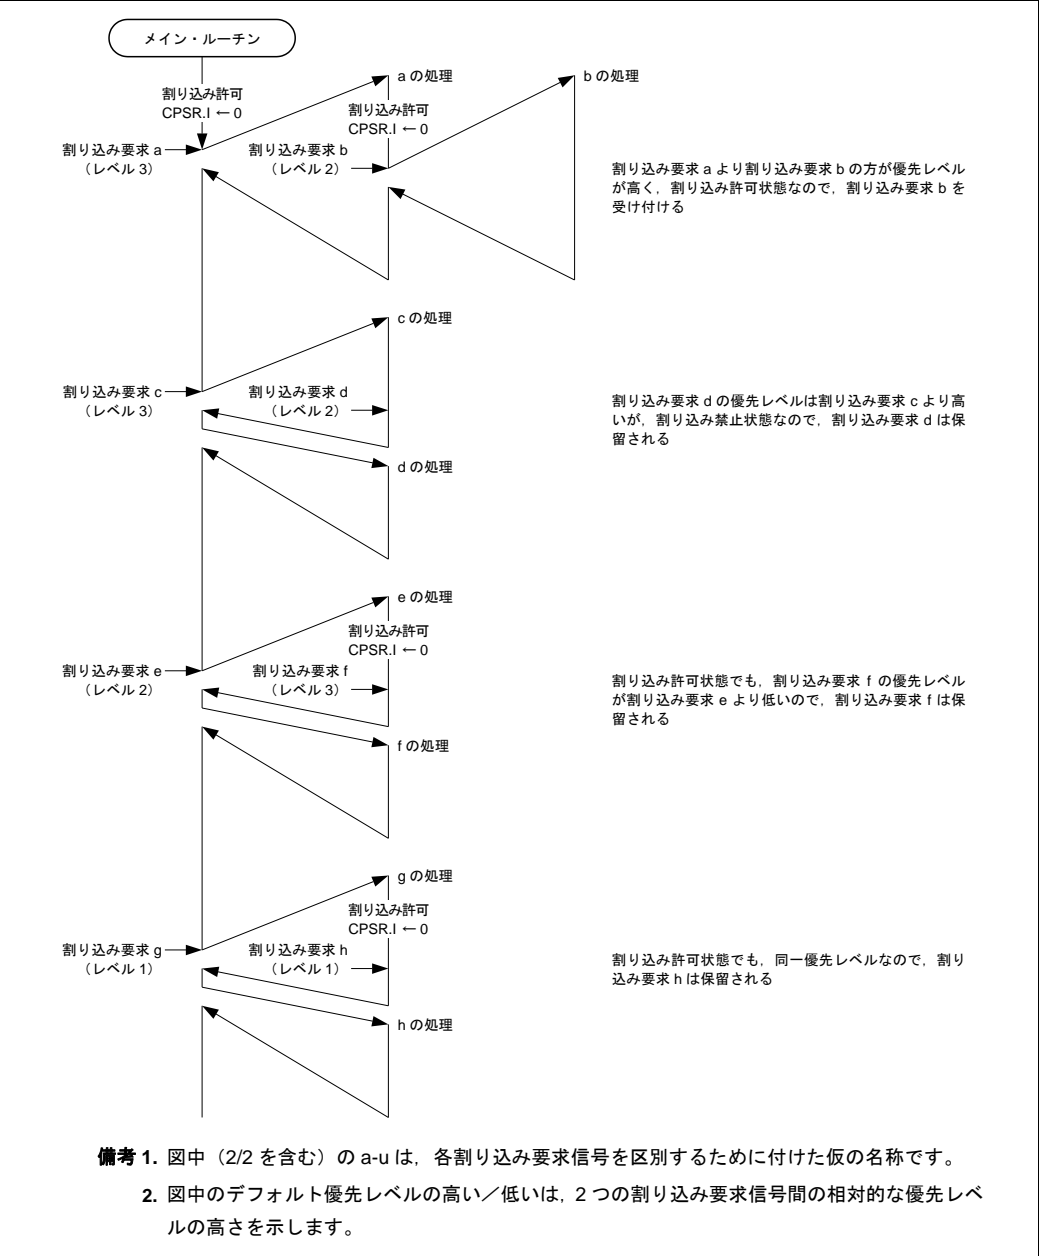 メイン・ルーチン
割り込み許可
CPSR.I ← 0
a の処理
割り込み許可
CPSR.I ← 0
b の処理
割り込み要求 a
（レベル 3）
割り込み要求 b
（レベル 2）
割り込み要求 a より割り込み要求 b の方が優先レベル
が高く，割り込み許可状態なので，割り込み要求 b を
受け付ける
c の処理
割り込み要求 c
（レベル 3）
割り込み要求 d
（レベル 2）
割り込み要求 d の優先レベルは割り込み要求 c より高
いが，割り込み禁止状態なので，割り込み要求 d は保
留される
d の処理
e の処理
割り込み許可
CPSR.I ← 0
割り込み要求 e
（レベル 2）
割り込み要求 f
（レベル 3）
割り込み許可状態でも，割り込み要求 f の優先レベル
が割り込み要求 e より低いので，割り込み要求 f は保
留される
f の処理
g の処理
割り込み許可
CPSR.I ← 0
割り込み要求 g
（レベル 1）
割り込み要求 h
（レベル 1）
割り込み許可状態でも，同一優先レベルなので，割り
込み要求 h は保留される
h の処理
備考 1. 図中（2/2 を含む）の a-u は，各割り込み要求信号を区別するために付けた仮の名称です。
2. 図中のデフォルト優先レベルの高い／低いは，2 つの割り込み要求信号間の相対的な優先レベ
ルの高さを示します。